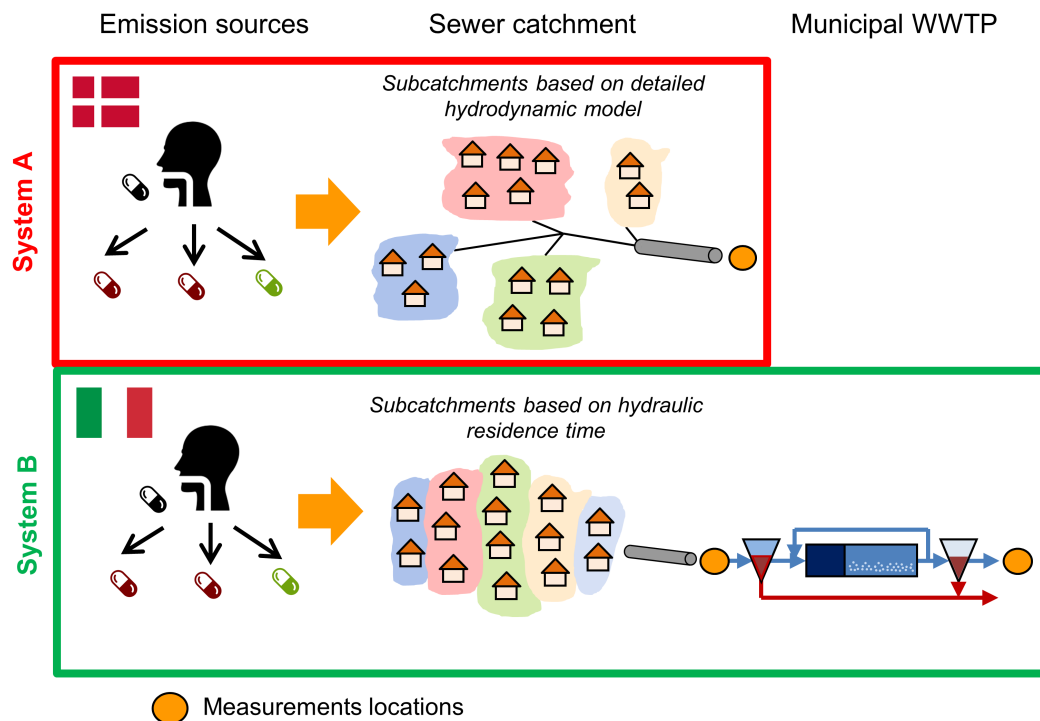 Emission sources
Sewer catchment
Municipal WWTP
System A
Subcatchments based on detailed
hydrodynamic model
System B
Subcatchments based on hydraulic
residence time
Measurements locations